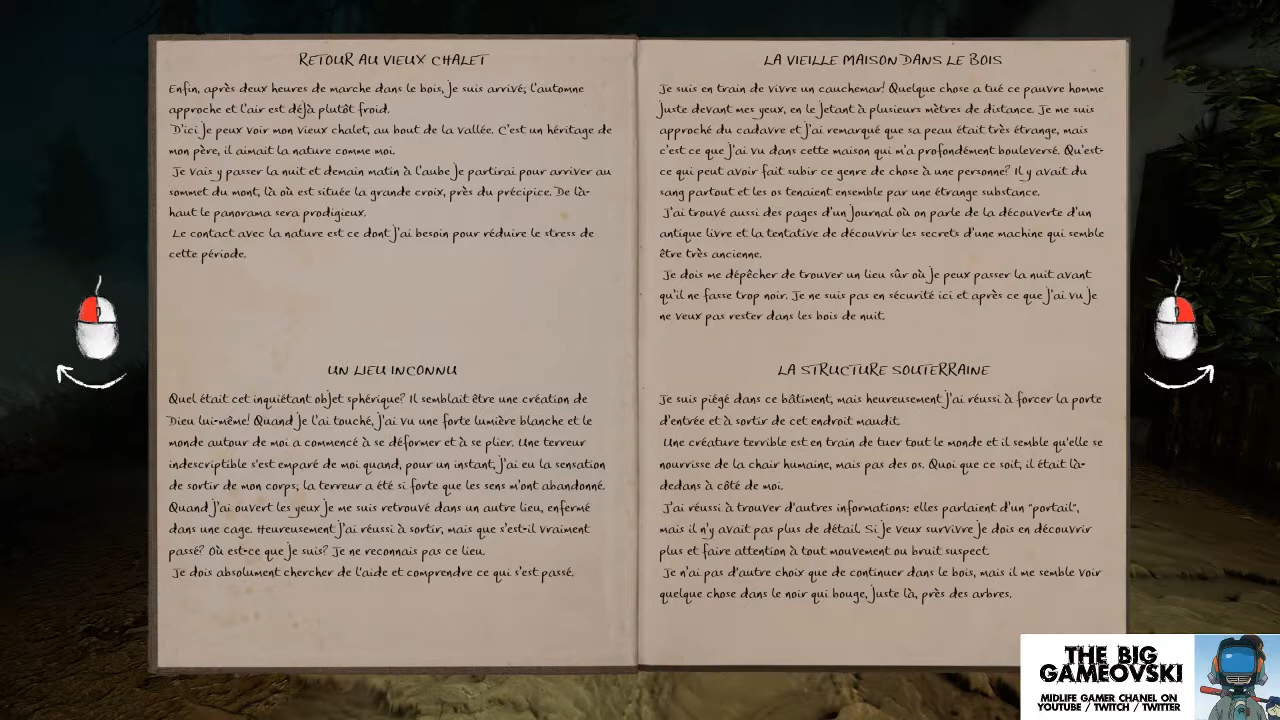 RETOUR AU VIEUX CHALET
Enfin, après deux heures de marche dans le bois, je suis arrivé; l'automne
approche et l'air est déjà plutôt froid.
D'ici je peux voir mon vieux chalet, au bout de la vallée. C'est un héritage de
mon père, il aimait la nature comme moi.
Je vais y passer la nuit et demain matin à l'aube je partirai pour arriver au
sommet du mont, là où est située la grande croix, près du précipice. De là-
haut le panorama sera prodigieux.
Le contact avec la nature est ce dont j'ai besoin pour réduire le stress de
cette période.
UN LIEU INCONNU
Quel était cet inquiétant objet sphérique? Il semblait être une création de
Dieu lui-même! Quand je l'ai touché, j'ai vu une forte lumière blanche et le
monde autour de moi a commencé à se déformer et à se plier. Une terreur
indescriptible s'est emparé de moi quand, pour un instant, j'ai eu la sensation
de sortir de mon corps; la terreur a été si forte que les sens m'ont abandonné.
Quand j'ai ouvert les yeux je me suis retrouvé dans un autre lieu, enfermé
dans une cage. Heureusement j'ai réussi à sortir, mais que s'est-il vraiment
passé? Où est-ce que je suis? Je ne reconnais pas ce lieu.
Je dois absolument chercher de l'aide et comprendre ce qui s'est passé.
LA VIEILLE MAISON DANS LE BOIS
Je suis en train de vivre un cauchemar! Quelque chose a tué ce pauvre homme
juste devant mes yeux, en le jetant à plusieurs mètres de distance. Je me suis
approché du cadavre et j'ai remarqué que sa peau était très étrange, mais
c'est ce que j'ai vu dans cette maison qui m'a profondément bouleversé. Qu'est-
ce qui peut avoir fait subir ce genre de chose à une personne? Il y avait du
sang partout et les os tenaient ensemble par une étrange substance.
J'ai trouvé aussi des pages d'un journal où on parle de la découverte d'un
antique livre et la tentative de découvrir les secrets d'une machine qui semble
être très ancienne.
Je dois me dépêcher de trouver un lieu sûr où je peux passer la nuit avant
qu'il ne fasse trop noir. Je ne suis pas en sécurité ici et après ce que j'ai vu je
ne veux pas rester dans les bois de nuit.
LA STRUCTURE SOUTERRAINE
Je suis piégé dans ce bâtiment, mais heureusement j'ai réussi à forcer la porte
d'entrée et à sortir de cet endroit maudit.
Une créature terrible est en train de tuer tout le monde et il semble qu'elle se
nourrisse de la chair humaine, mais pas des os. Quoi que ce soit, il était là-
dedans à côté de moi.
J'ai réussi à trouver d'autres informations: elles parlaient d'un "portail",
mais il n'y avait pas plus de détail. Si je veux survivre je dois en découvrir
plus et faire attention à tout mouvement ou bruit suspect.
Je n'ai pas d'autre choix que de continuer dans le bois, mais il me semble voir
quelque chose dans le noir qui bouge, juste là, près des arbres.
THE BIG
GAMEOVSKI
MIDLIFE GAMER CHANEL ON
YOUTUBE / TWITCH / TWITTER